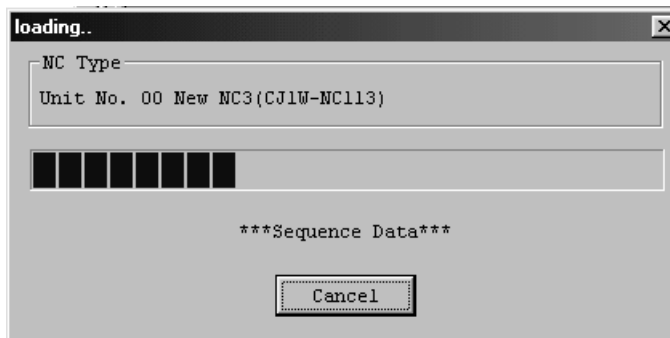 loading..
NC Type
Unit No. 00 New NC3(CJ1W-NC113)
***Sequence Data***
Cancel